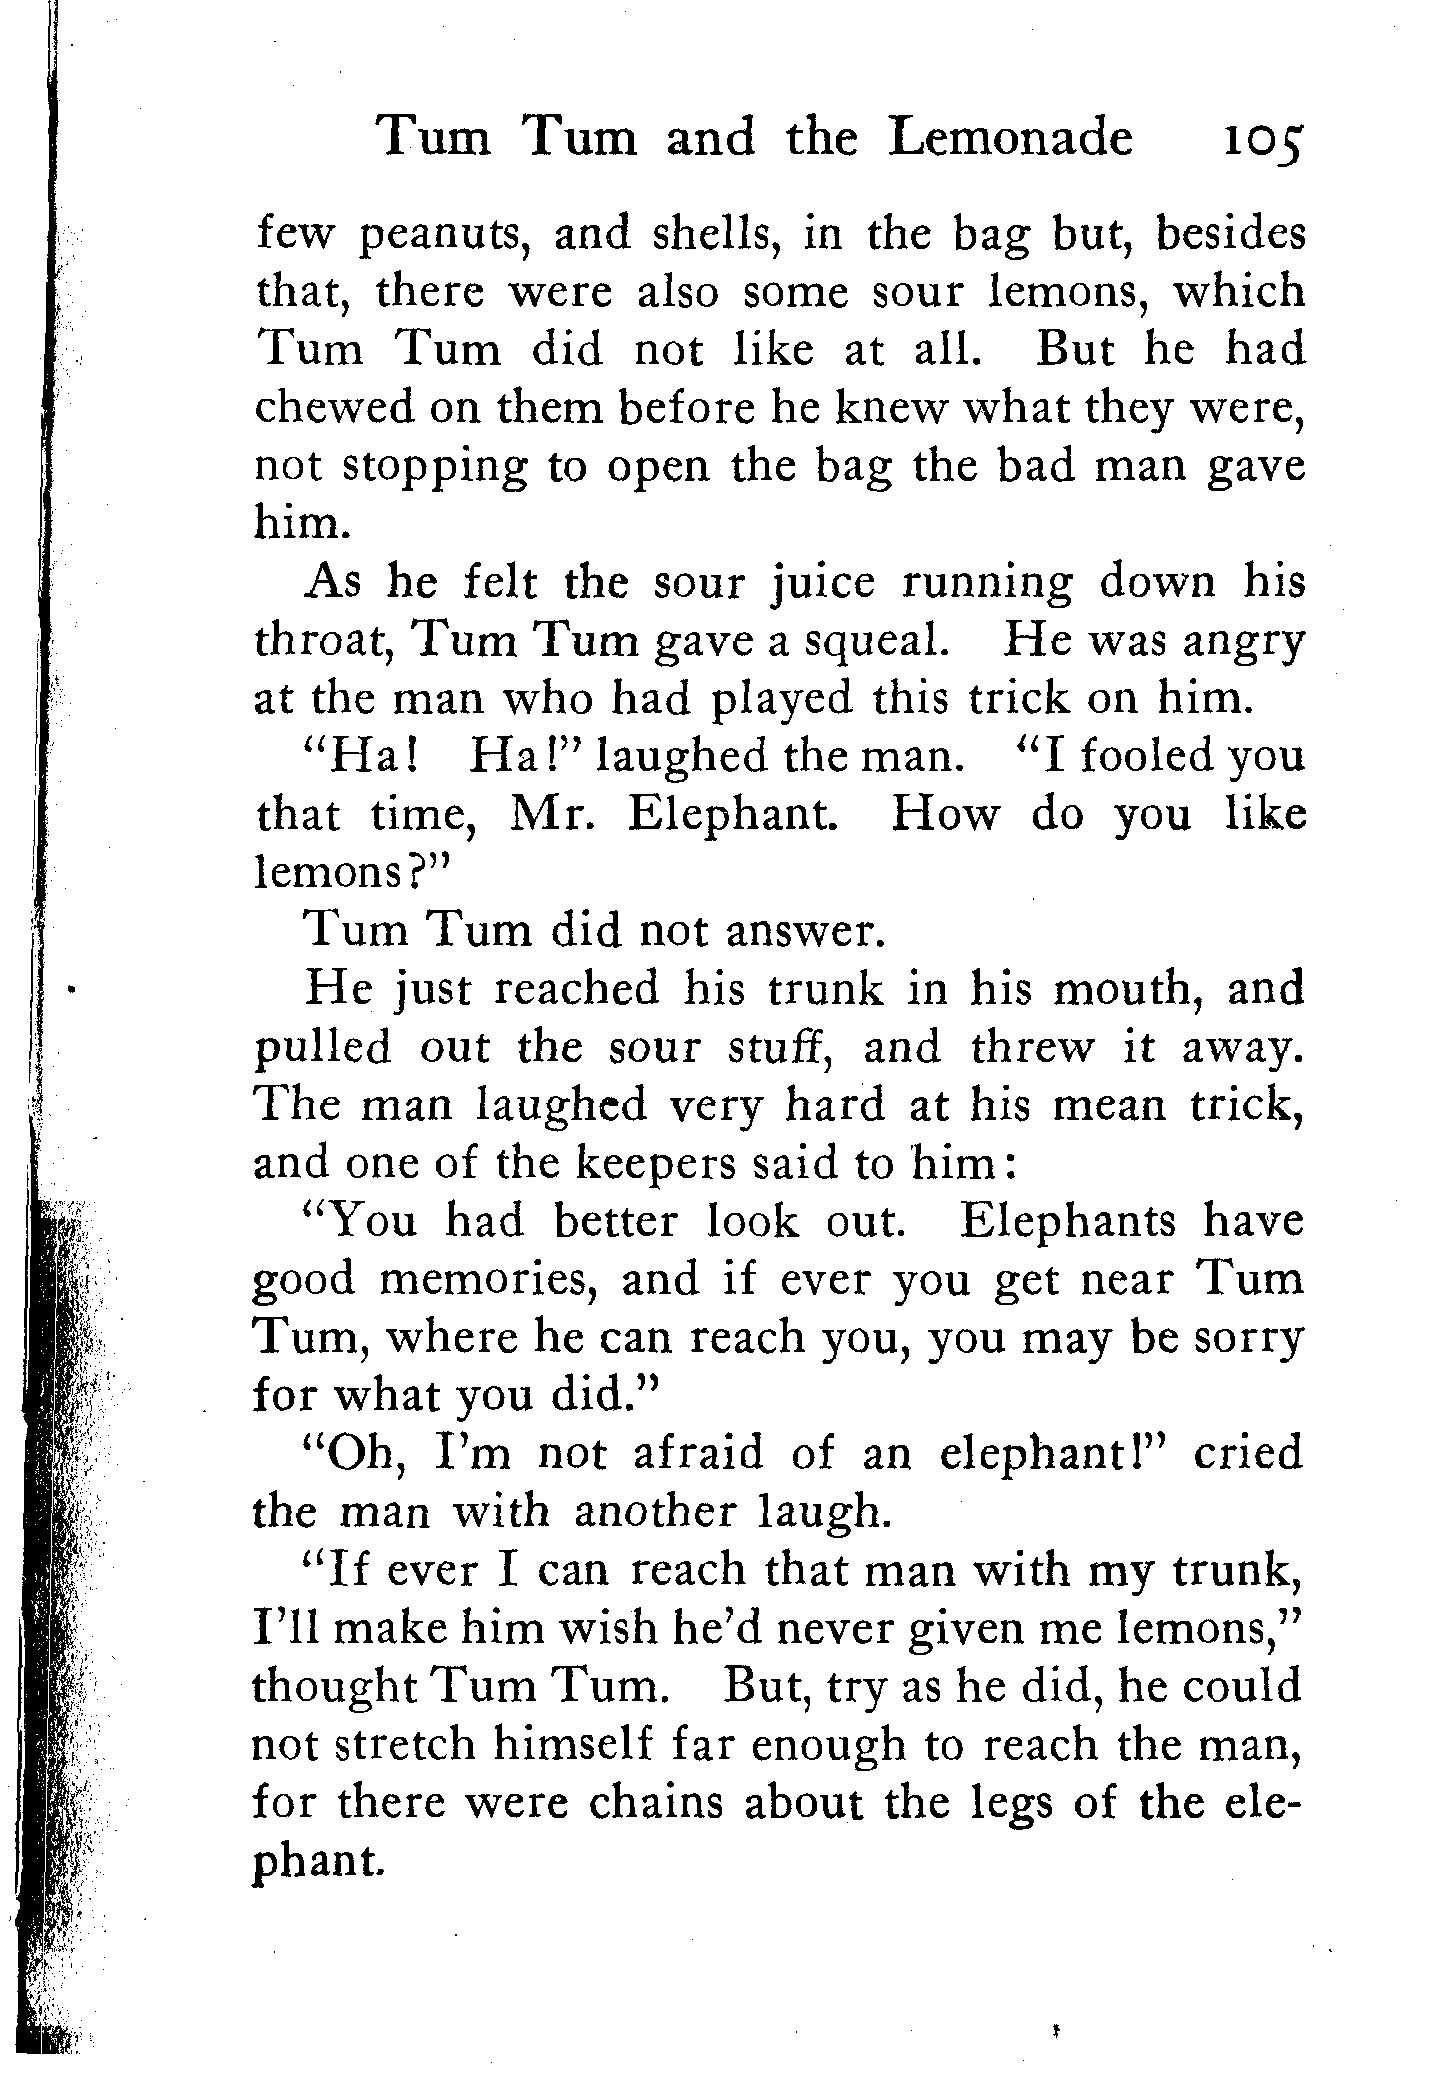 Tum Tum and the Lemonade 105
few peanuts, and shells, in the bag but, besides
that, there were also some sour lemons, which
Tum Tum did not like at all. But he had
chewed on them before he knew what they were,
not stopping to open the bag the bad man gave
him.
As he felt the sour juice running down his
throat, Tum Tum gave a squeal. He was angry
at the man who had played this trick on him.
"Ha! Ha!" laughed the man. "I fooled you
that time, Mr. Elephant. How do you like
lemons?"
Tum Tum did not answer.
He just reached his trunk in his mouth, and
pulled out the sour stuff, and threw it away.
The man laughed very hard at his mean trick,
and one of the keepers said to him:
"You had better look out. Elephants have
good memories, and if ever you get near Tum
Tum, where he can reach you, you may be sorry
for what you did."
"Oh, I'm not afraid of an elephant!" cried
the man with another laugh.
"If ever I can reach that man with my trunk,
I'll make him wish he'd never given me lemons,"
thought Tum Tum. But, try as he did, he could
not stretch himself far enough to reach the man,
for there were chains about the legs of the ele-
phant.